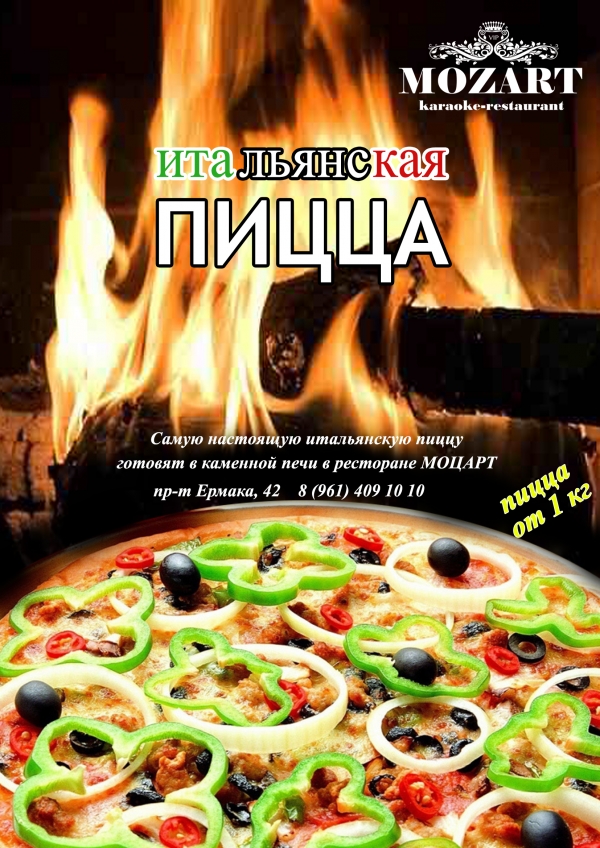 VIP
MOZART
karaoke-restaurant
итальянская
ПИЦЦА
Самую настоящую итальянскую пиццу
готовят в каменной печи в ресторане МОЦАРТ
пр-т Ермака, 42 8 (961) 409 10 10
пицца
от 1 кг